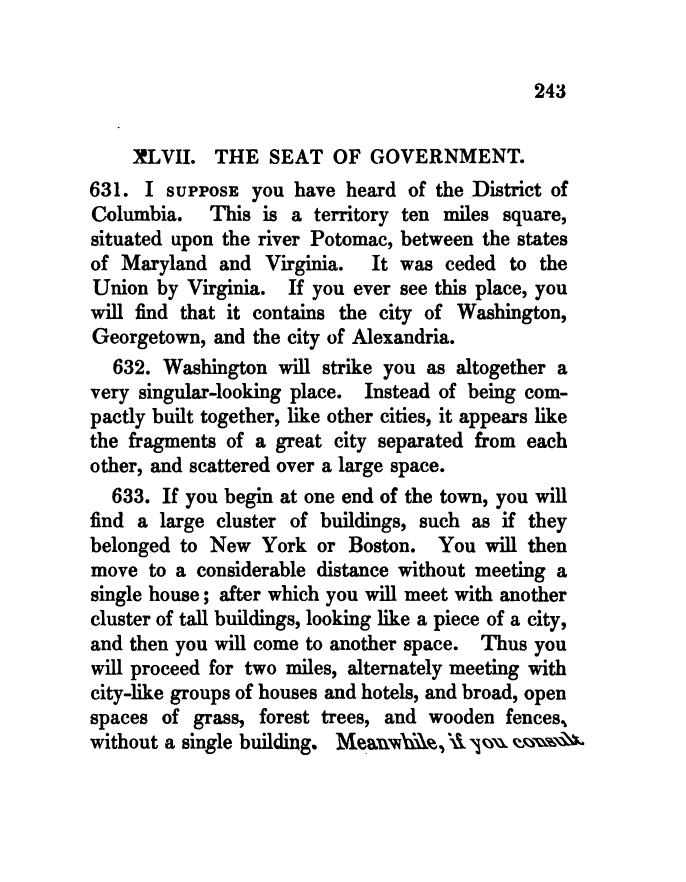 243
XLVII. THE SEAT OF GOVERNMENT.
631. I SUPPOSE you have heard of the District of
Columbia. This is a territory ten miles square,
situated upon the river Potomac, between the states
of Maryland and Virginia. It was ceded to the
Union by Virginia. If you ever see this place, you
will find that it contains the city of Washington,
Georgetown, and the city of Alexandria.
632. Washington will strike you as altogether a
very singular-looking place. Instead of being com-
pactly built together, like other cities, it appears like
the fragments of a great city separated from each
other, and scattered over a large space.
633. If you begin at one end of the town, you will
find a large cluster of buildings, such as if they
belonged to New York or Boston. You will then
move to a considerable distance without meeting a
single house; after which you will meet with another
cluster of tall buildings, looking like a piece of a city,
and then you will come to another space. Thus you
will proceed for two miles, alternately meeting with
city-like groups of houses and hotels, and broad, open
spaces of grass, forest trees, and wooden fences,
without a single building. Meanwhile, if you consult